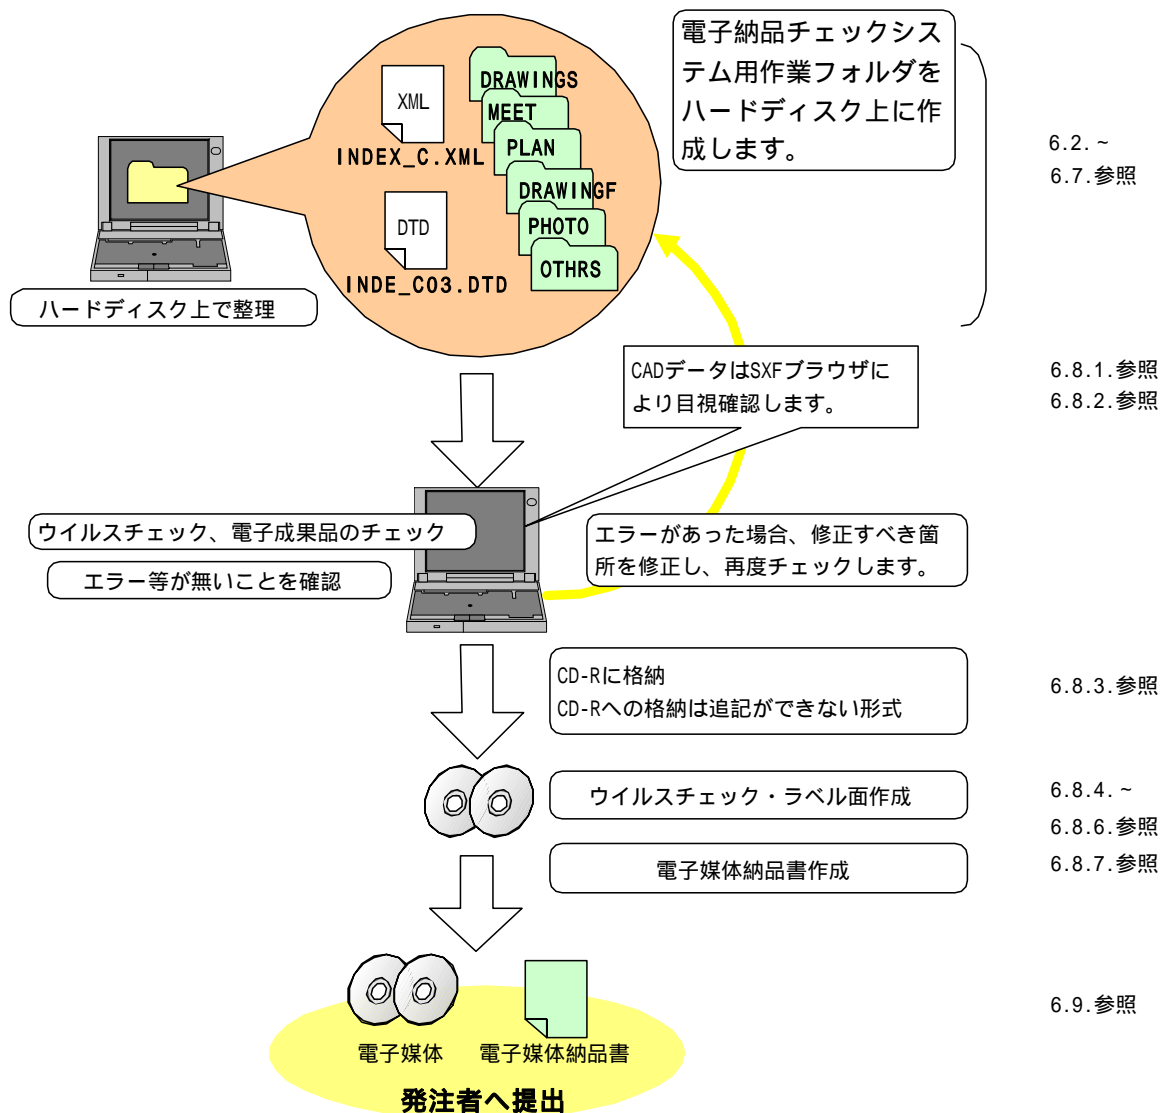 電子納品チェックシス
テム用作業フォルダを
ハードディスク上に作
成します。
6.2.~
6.7.参照
XML
INDEX_C.XML
DTD
INDE_C03.DTD
DRAWINGS
MEET
PLAN
DRAWINGF
PHOTO
OTHRS
ハードディスク上で整理
CADデータはSXFブラウザに
より目視確認します。
6.8.1.参照
6.8.2.参照
ウイルスチェック、電子成果品のチェック
エラー等が無いことを確認
エラーがあった場合、修正すべき箇
所を修正し、再度チェックします。
CD-Rに格納
CD-Rへの格納は追記ができない形式
6.8.3.参照
ウイルスチェック・ラベル面作成
6.8.4.~
6.8.6.参照
電子媒体納品書作成
6.8.7.参照
電子媒体
電子媒体納品書
発注者へ提出
6.9.参照